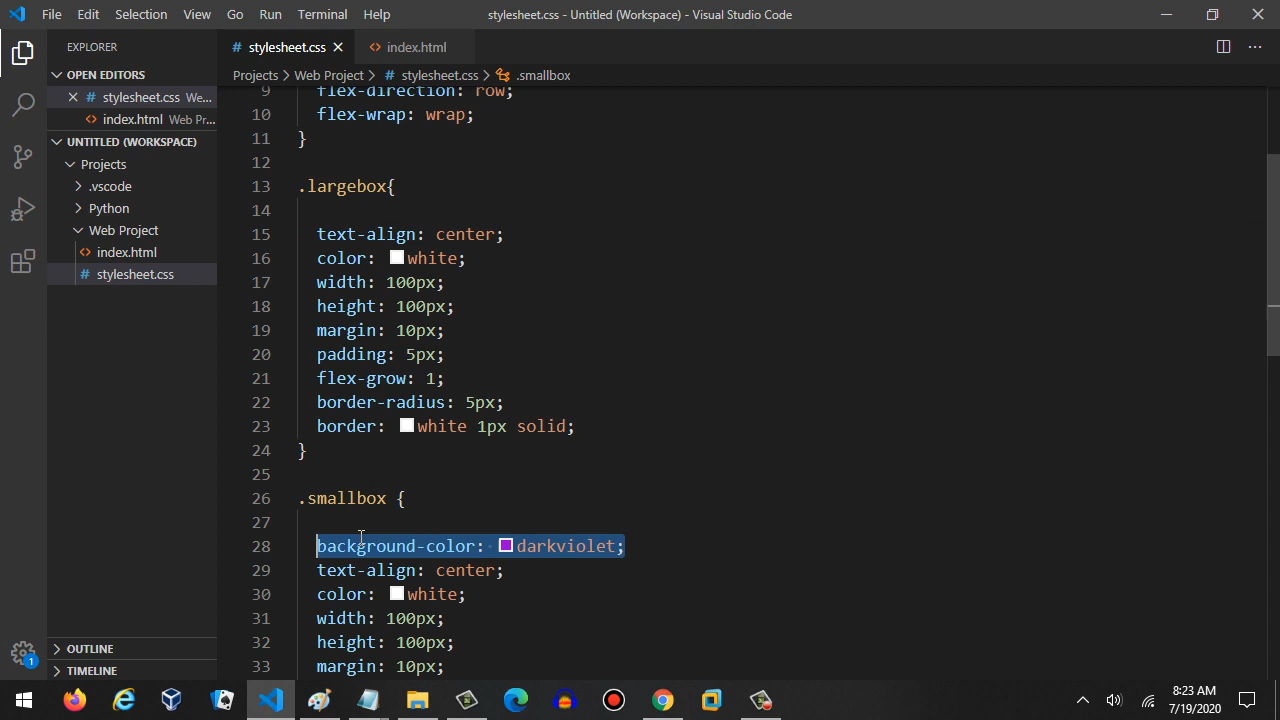 File Edit Selection View Go Run Terminal Help stylesheet.css - Untitled (Workspace) - Visual Studio Code
EXPLORER
OPEN EDITORS
stylesheet.css We...
index.html Web Pr...
UNTITLED (WORKSPACE)
Projects
.vscode
Python
Web Project
index.html
# stylesheet.css
OUTLINE
TIMELINE
# stylesheet.css index.html
Projects > Web Project > # stylesheet.css > .smallbox
9 flex-direction: row;
10 flex-wrap: wrap;
11 }
12
13 .largebox{
14
15 text-align: center;
16 color: white;
17 width: 100px;
18 height: 100px;
19 margin: 10px;
20 padding: 5px;
21 flex-grow: 1;
22 border-radius: 5px;
23 border: white 1px solid;
24 }
25
26 .smallbox {
27
28 background-color: darkviolet;
29 text-align: center;
30 color: white;
31 width: 100px;
32 height: 100px;
33 margin: 10px;
1
8:23 AM
7/19/2020